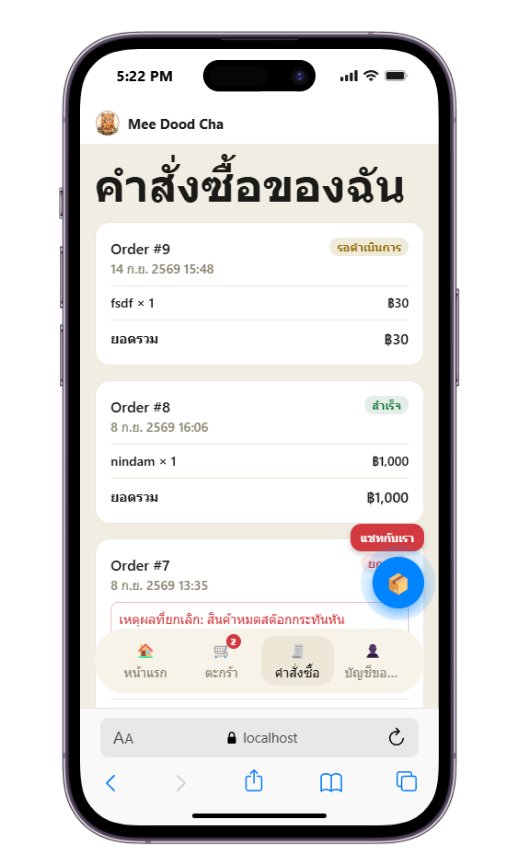 5:22 PM
Mee Dood Cha
คำสั่งซื้อของฉัน
Order #9
รอดำเนินการ
14 ก.ย. 2569 15:48
fsdf × 1
฿30
ยอดรวม
฿30
Order #8
สำเร็จ
8 ก.ย. 2569 16:06
nindam × 1
฿1,000
ยอดรวม
฿1,000
แชทกับเรา
Order #7
8 ก.ย. 2569 13:35
เหตุผลที่ยกเลิก: สินค้าหมดสต๊อกกระทันหัน
2
หน้าแรก
ตะกร้า
คำสั่งซื้อ
บัญชีขอ...
AA
localhost